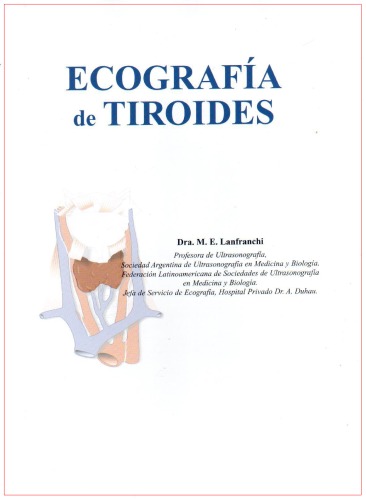 ECOGRAFÍA
de TIROIDES
Dra. M. E. Lanfranchi
Profesora de Ultrasonografía,
Sociedad Argentina de Ultrasonografía en Medicina y Biología.
Federación Latinoamericana de Sociedades de Ultrasonografía
en Medicina y Biología.
Jefa de Servicio de Ecografía, Hospital Privado Dr. A. Duhau.